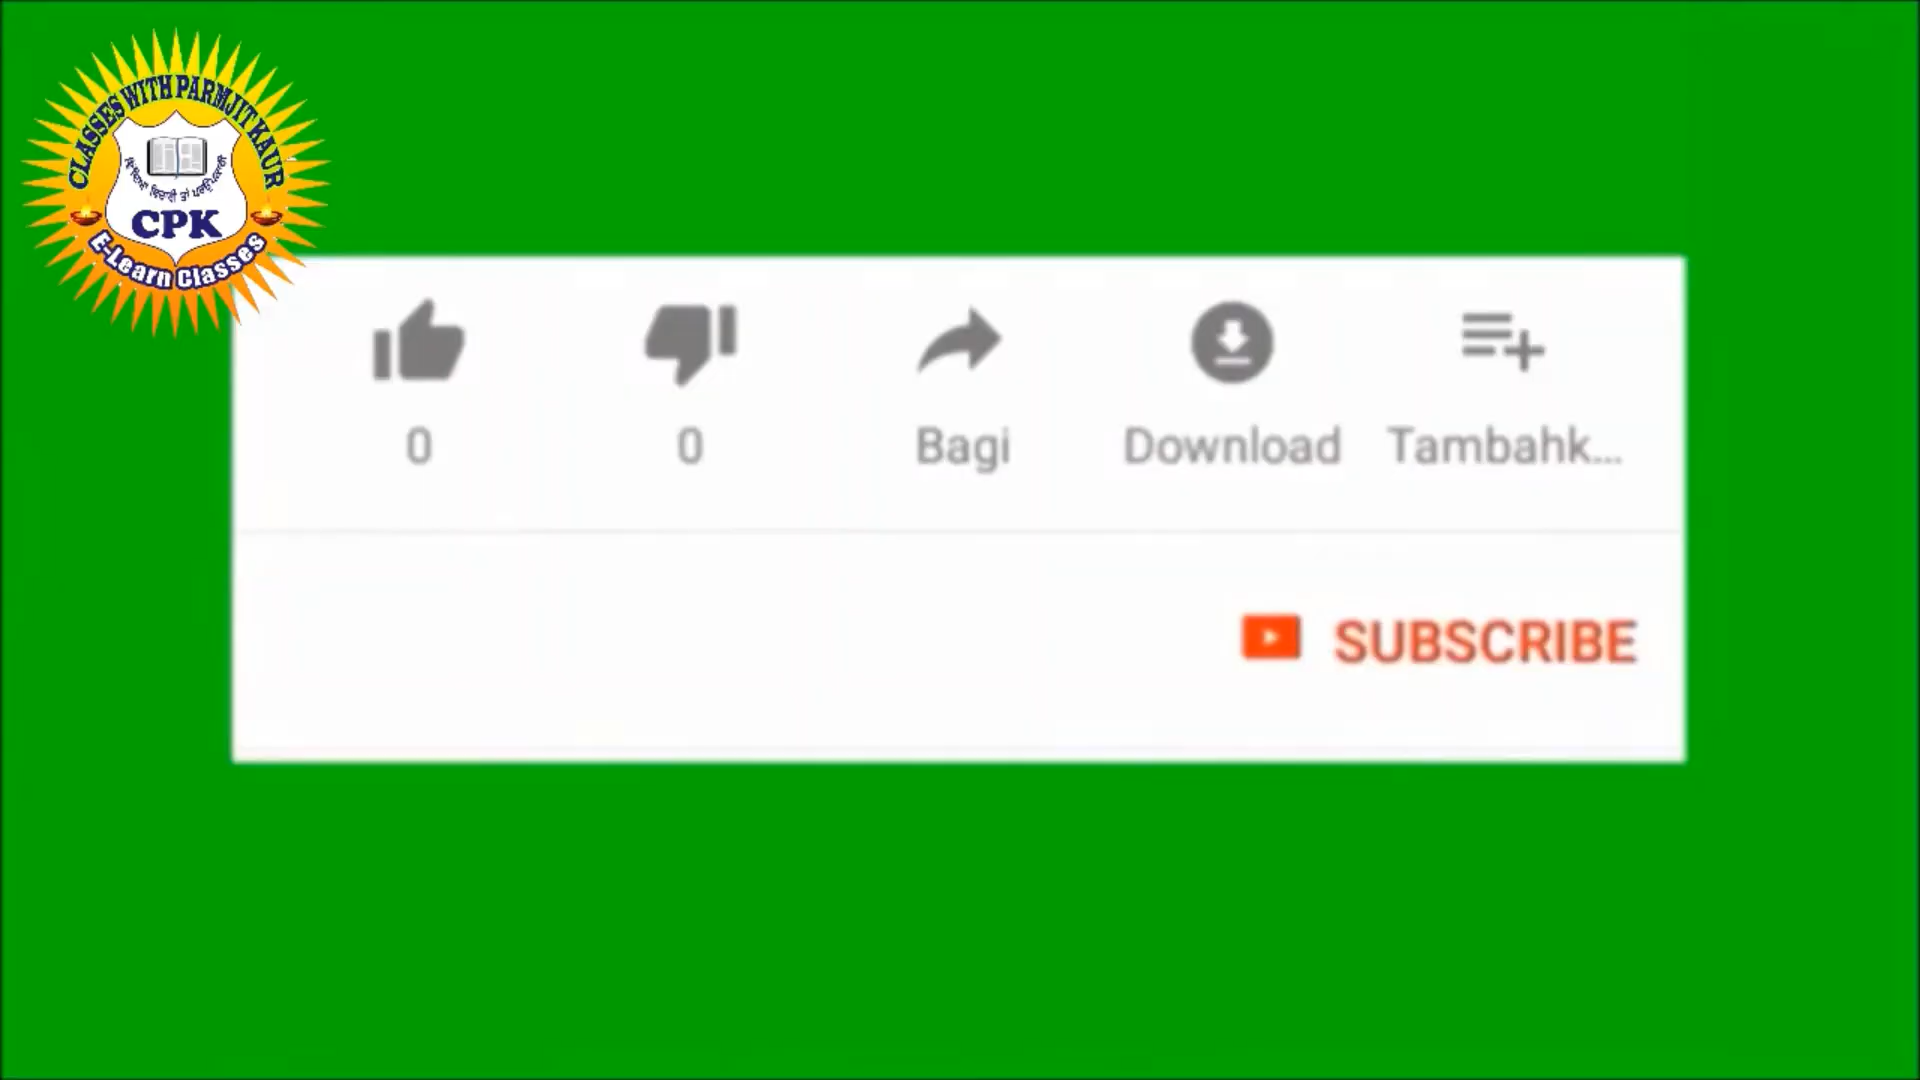 CLASSES WITH PARMJIT KAUR
CPK
E-Learn Classes
0
0
Bagi
Download
Tambahk...
SUBSCRIBE